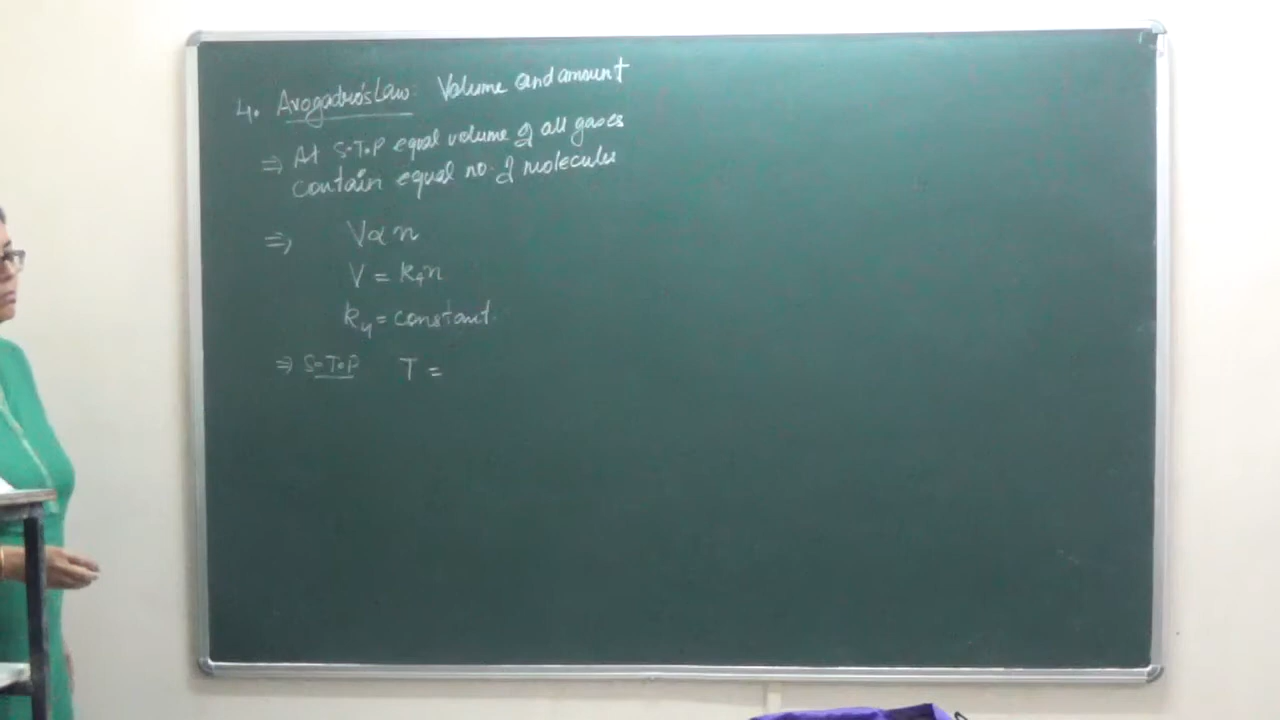 4. Avogadro's Law: Volume and amount
⇒ At S.T.P equal volume of all gases
contain equal no. of molecules
⇒, V∝n
V = k₄n
k₄ = constant.
⇒ S.T.P T =